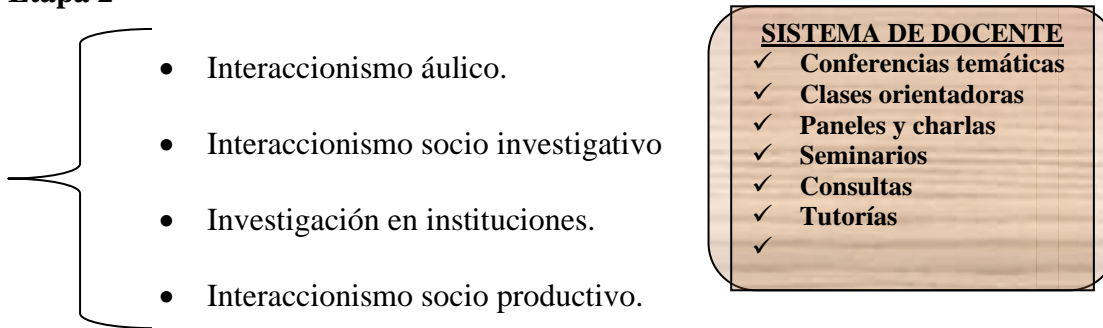 Etapa 2
• Interaccionismo áulico.
• Interaccionismo socio investigativo
• Investigación en instituciones.
• Interaccionismo socio productivo.
SISTEMA DE DOCENTE
✓ Conferencias temáticas
✓ Clases orientadoras
✓ Paneles y charlas
✓ Seminarios
✓ Consultas
✓ Tutorías
✓